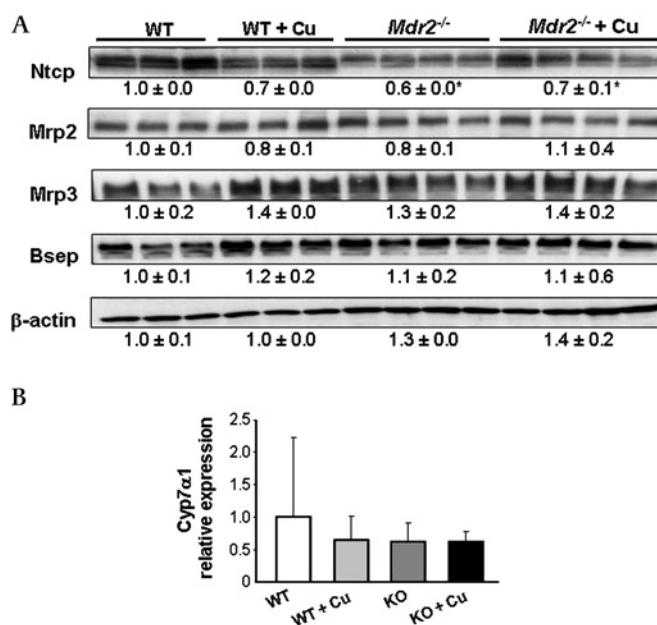 A
WT WT + Cu Mdr2-/- Mdr2-/- + Cu
Ntcp
1.0 ± 0.0 0.7 ± 0.0 0.6 ± 0.0* 0.7 ± 0.1*
Mrp2
1.0 ± 0.1 0.8 ± 0.1 0.8 ± 0.1 1.1 ± 0.4
Mrp3
1.0 ± 0.2 1.4 ± 0.0 1.3 ± 0.2 1.4 ± 0.2
Bsep
1.0 ± 0.1 1.2 ± 0.2 1.1 ± 0.2 1.1 ± 0.6
β-actin
1.0 ± 0.1 1.0 ± 0.0 1.3 ± 0.0 1.4 ± 0.2
B
Cyp7α1
relative expression
2.5
2.0
1.5
1.0
0.5
0
WT WT + Cu KO KO + Cu